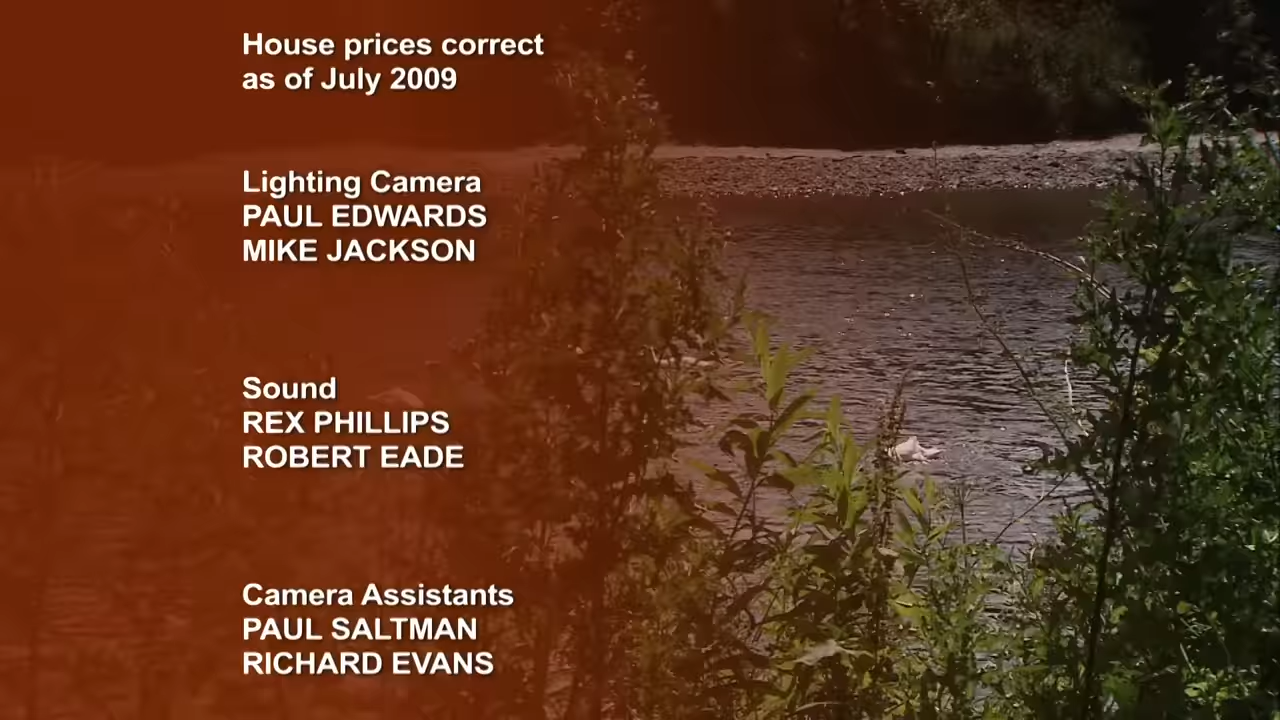 House prices correct
as of July 2009
Lighting Camera
PAUL EDWARDS
MIKE JACKSON
Sound
REX PHILLIPS
ROBERT EADE
Camera Assistants
PAUL SALTMAN
RICHARD EVANS